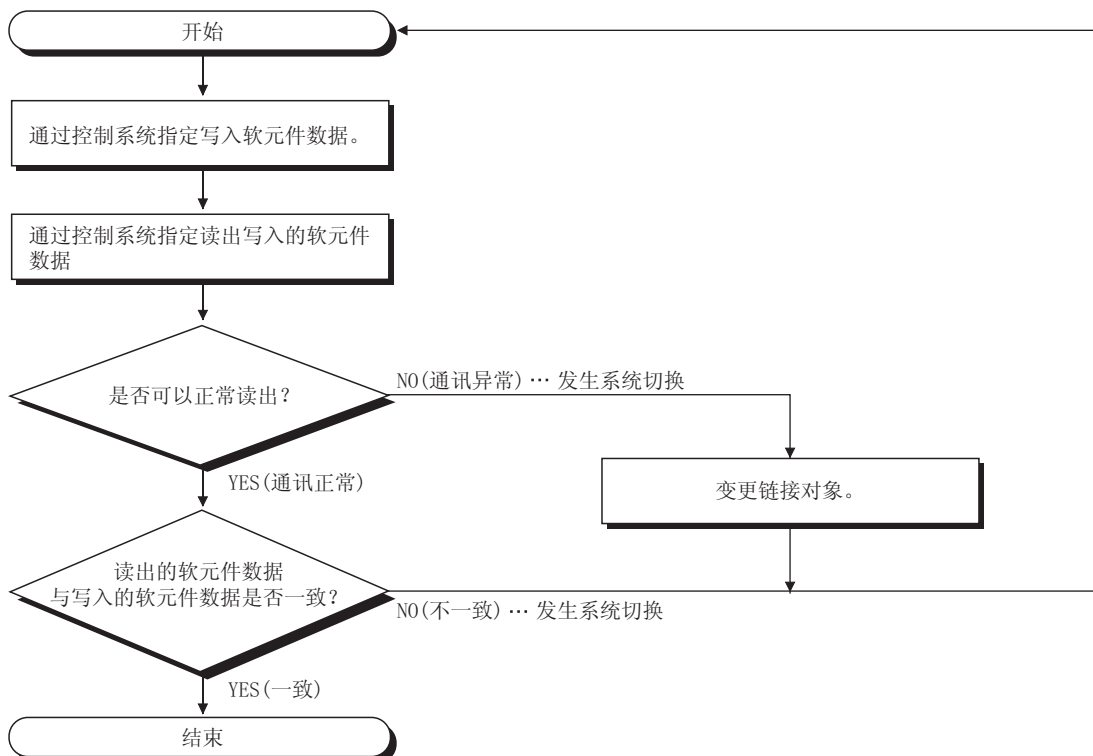 开始
通过控制系统指定写入软元件数据。
通过控制系统指定读出写入的软元件
数据
是否可以正常读出?
NO(通讯异常)… 发生系统切换
YES(通讯正常)
变更链接对象。
读出的软元件数据
与写入的软元件数据是否一致?
NO(不一致)… 发生系统切换
YES(一致)
结束